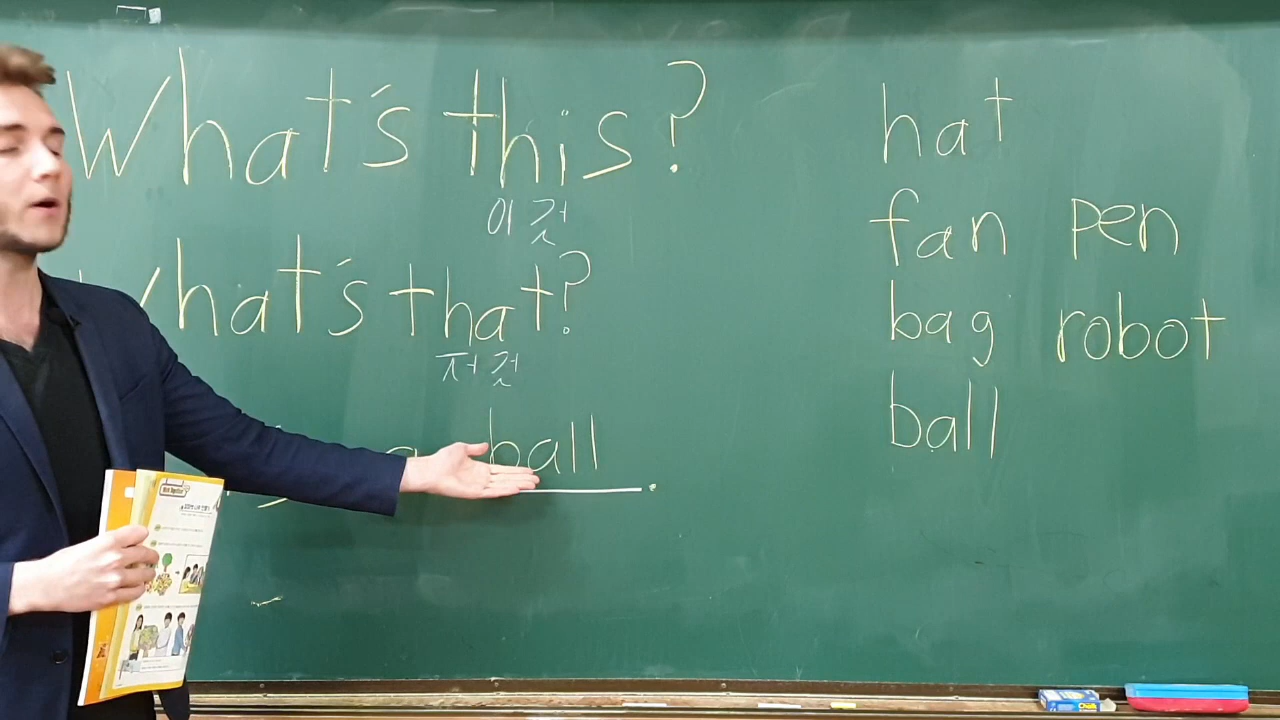 What's this?
이것
What's that?
저것
a ball.
hat
fan pen
bag robot
ball